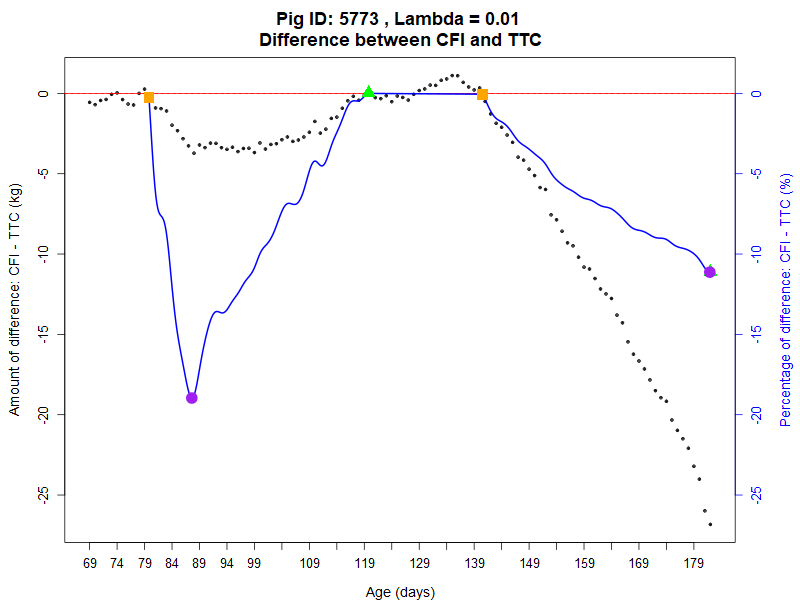 Pig ID: 5773 , Lambda = 0.01
Difference between CFI and TTC
Amount of difference: CFI - TTC (kg)
0
-5
-10
-15
-20
-25
0
-5
-10
-15
-20
-25
Percentage of difference: CFI - TTC (%)
69 74 79 84 89 94 99 109 119 129 139 149 159 169 179
Age (days)